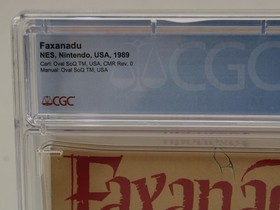 Faxanadu
NES, Nintendo, USA, 1989
Cart: Oval SoQ TM, USA, CMR Rev. 0
Manual: Oval SoQ TM, USA
CGC
CGC
Faxanad